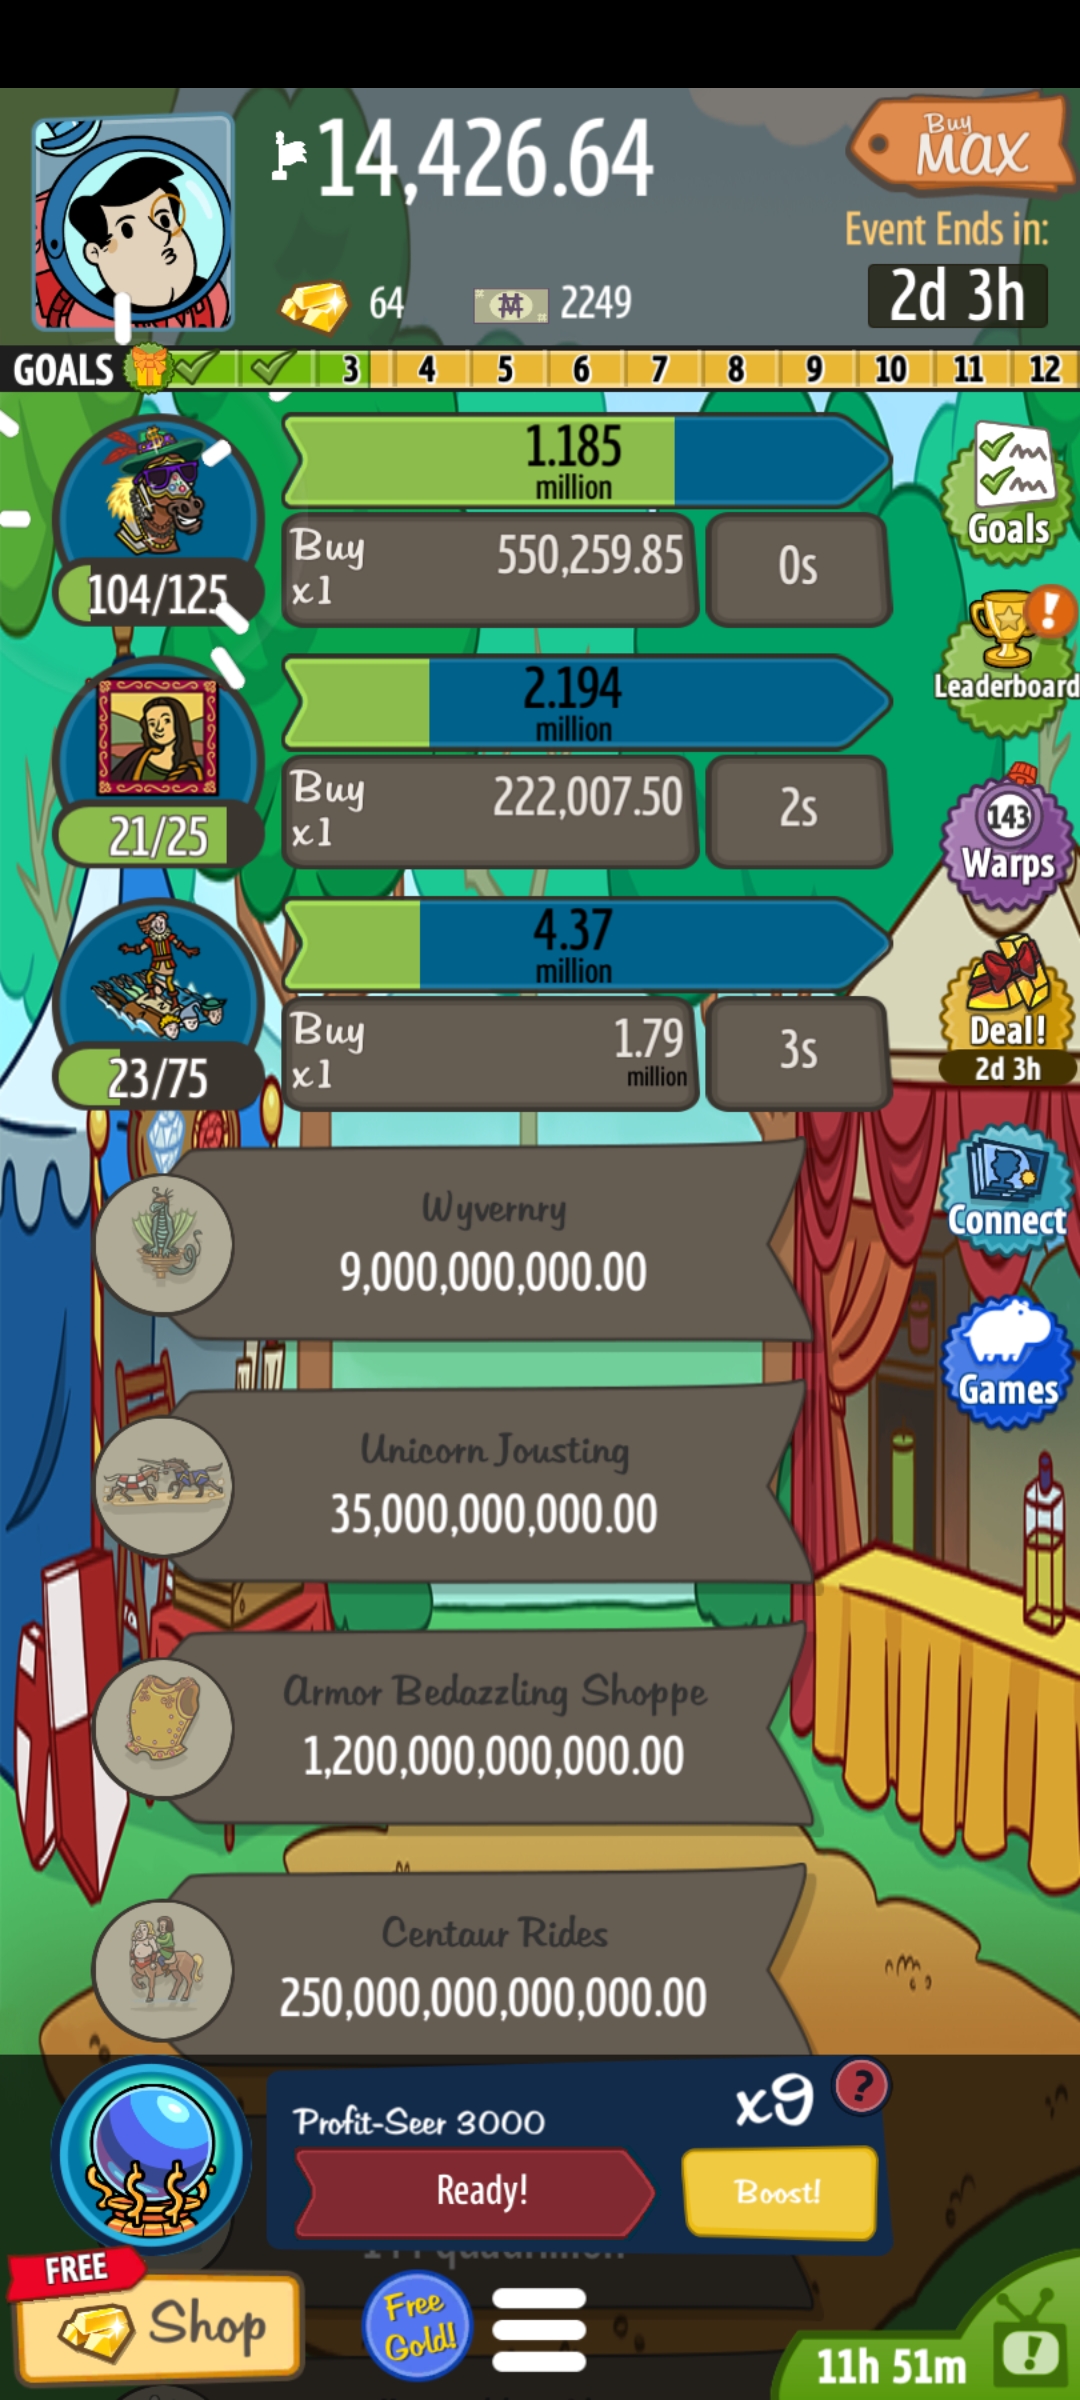 14,426.64
Buy
MAX
Event Ends in:
2d 3h
64
2249
GOALS 3 4 5 6 7 8 9 10 11 12
1.185
million
Buy
x1
550,259.85
0s
104/125
Goals
Leaderboard
2.194
million
Buy
x1
222,007.50
2s
21/25
143
Warps
4.37
million
Buy
x1
1.79
million
3s
23/75
Deal!
2d 3h
Wyvernry
9,000,000,000.00
Connect
Games
Unicorn Jousting
35,000,000,000.00
Armor Bedazzling Shoppe
1,200,000,000,000.00
Centaur Rides
250,000,000,000,000.00
Profit-Seer 3000
x9
?
Ready!
Boost!
FREE
Shop
Free
Gold!
11h 51m